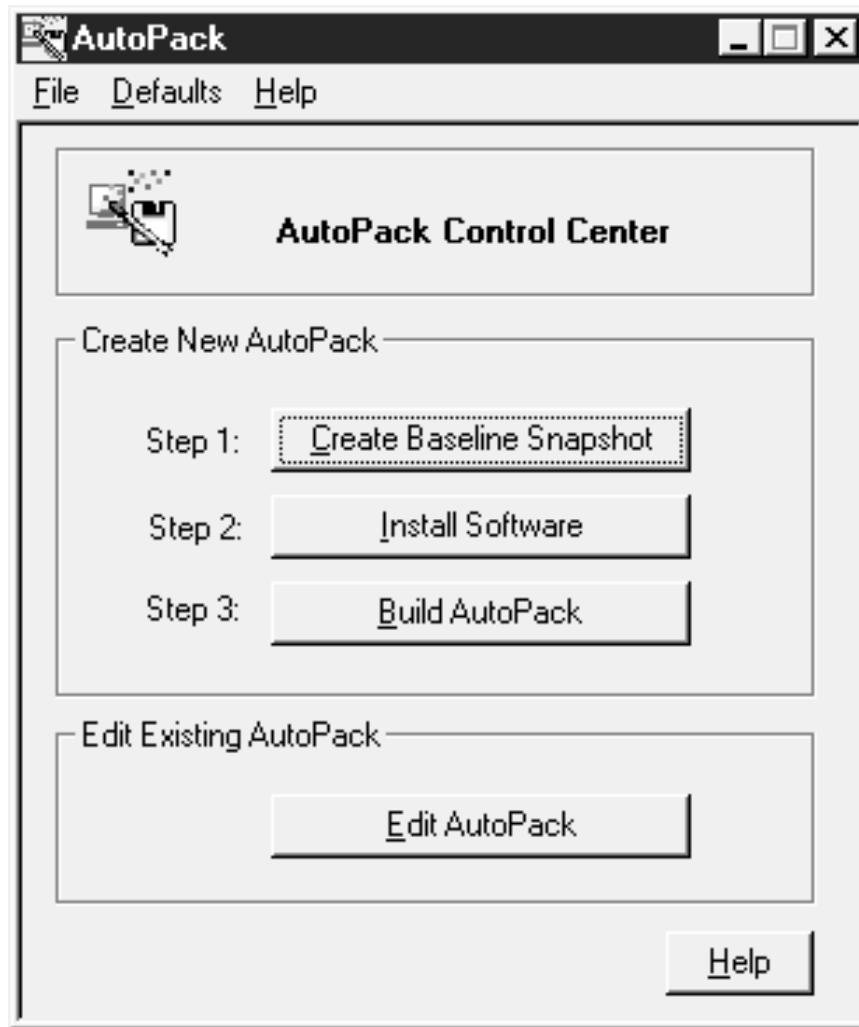 AutoPack
File Defaults Help
AutoPack Control Center
Create New AutoPack
Step 1: Create Baseline Snapshot
Step 2: Install Software
Step 3: Build AutoPack
Edit Existing AutoPack
Edit AutoPack
Help